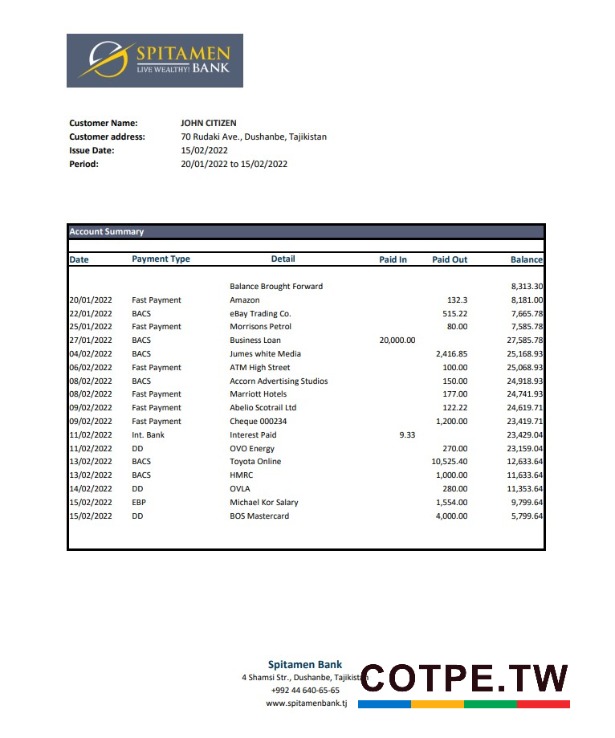 SPITAMEN
LIVE WEALTHY! BANK
Customer Name: JOHN CITIZEN
Customer address: 70 Rudaki Ave., Dushanbe, Tajikistan
Issue Date: 15/02/2022
Period: 20/01/2022 to 15/02/2022
Account Summary
Date Payment Type Detail Paid In Paid Out Balance
Balance Brought Forward 8,313.30
20/01/2022 Fast Payment Amazon 132.3 8,181.00
22/01/2022 BACS eBay Trading Co. 515.22 7,665.78
25/01/2022 Fast Payment Morrisons Petrol 80.00 7,585.78
27/01/2022 BACS Business Loan 20,000.00 27,585.78
04/02/2022 BACS Jumes white Media 2,416.85 25,168.93
06/02/2022 Fast Payment ATM High Street 100.00 25,068.93
08/02/2022 BACS Accorn Advertising Studios 150.00 24,918.93
08/02/2022 Fast Payment Marriott Hotels 177.00 24,741.93
09/02/2022 Fast Payment Abelio Scotrail Ltd 122.22 24,619.71
09/02/2022 Fast Payment Cheque 000234 1,200.00 23,419.71
11/02/2022 Int. Bank Interest Paid 9.33 23,429.04
11/02/2022 DD OVO Energy 270.00 23,159.04
13/02/2022 BACS Toyota Online 10,525.40 12,633.64
13/02/2022 BACS HMRC 1,000.00 11,633.64
14/02/2022 DD OVLA 280.00 11,353.64
15/02/2022 EBP Michael Kor Salary 1,554.00 9,799.64
15/02/2022 DD BOS Mastercard 4,000.00 5,799.64
Spitamen Bank
4 Shamsi Str., Dushanbe, Tajikistan
+992 44 640-65-65
www.spitamenbank.tj
COTPE.TW